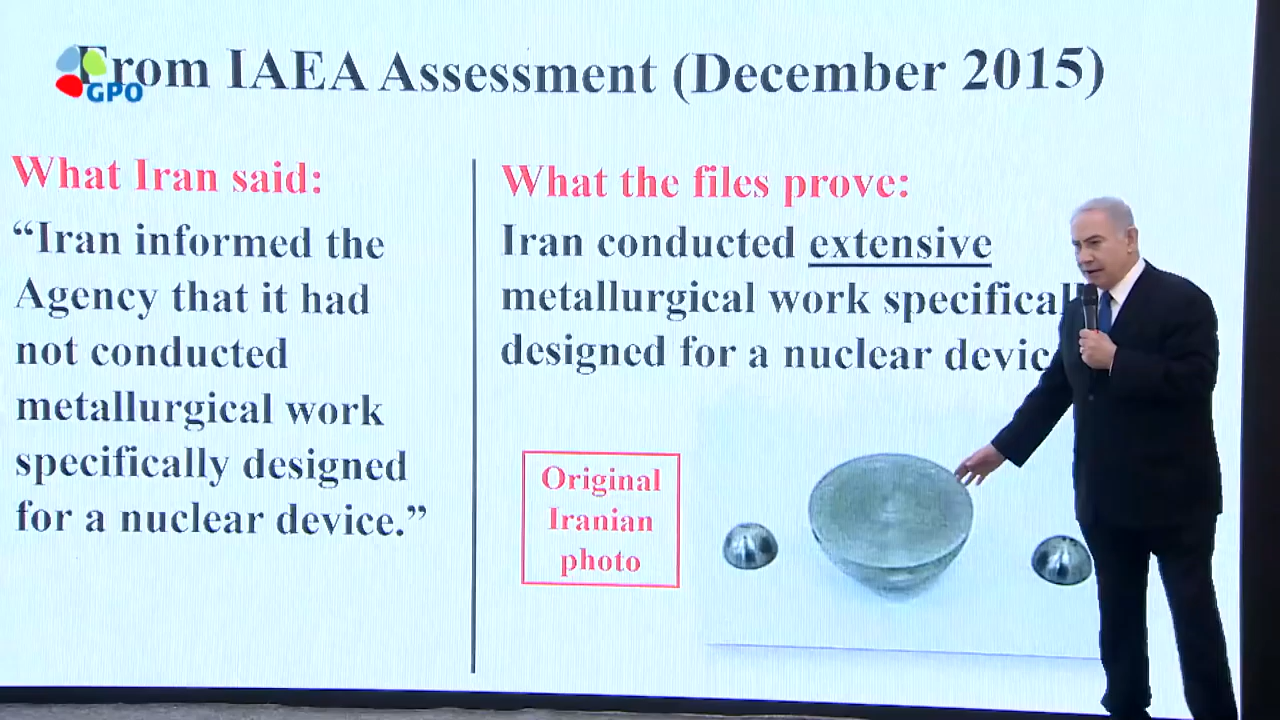 From IAEA Assessment (December 2015)
GPO
What Iran said:
“Iran informed the
Agency that it had
not conducted
metallurgical work
specifically designed
for a nuclear device.”
What the files prove:
Iran conducted extensive
metallurgical work specifical
designed for a nuclear devic
Original
Iranian
photo